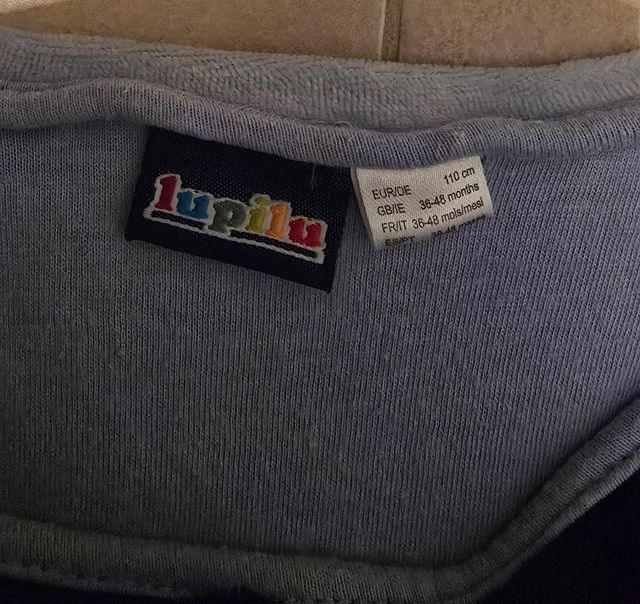 lupilu
EUR/DE 110 cm
GB/IE 36-48 months
FR/IT 36-48 mois/mesi